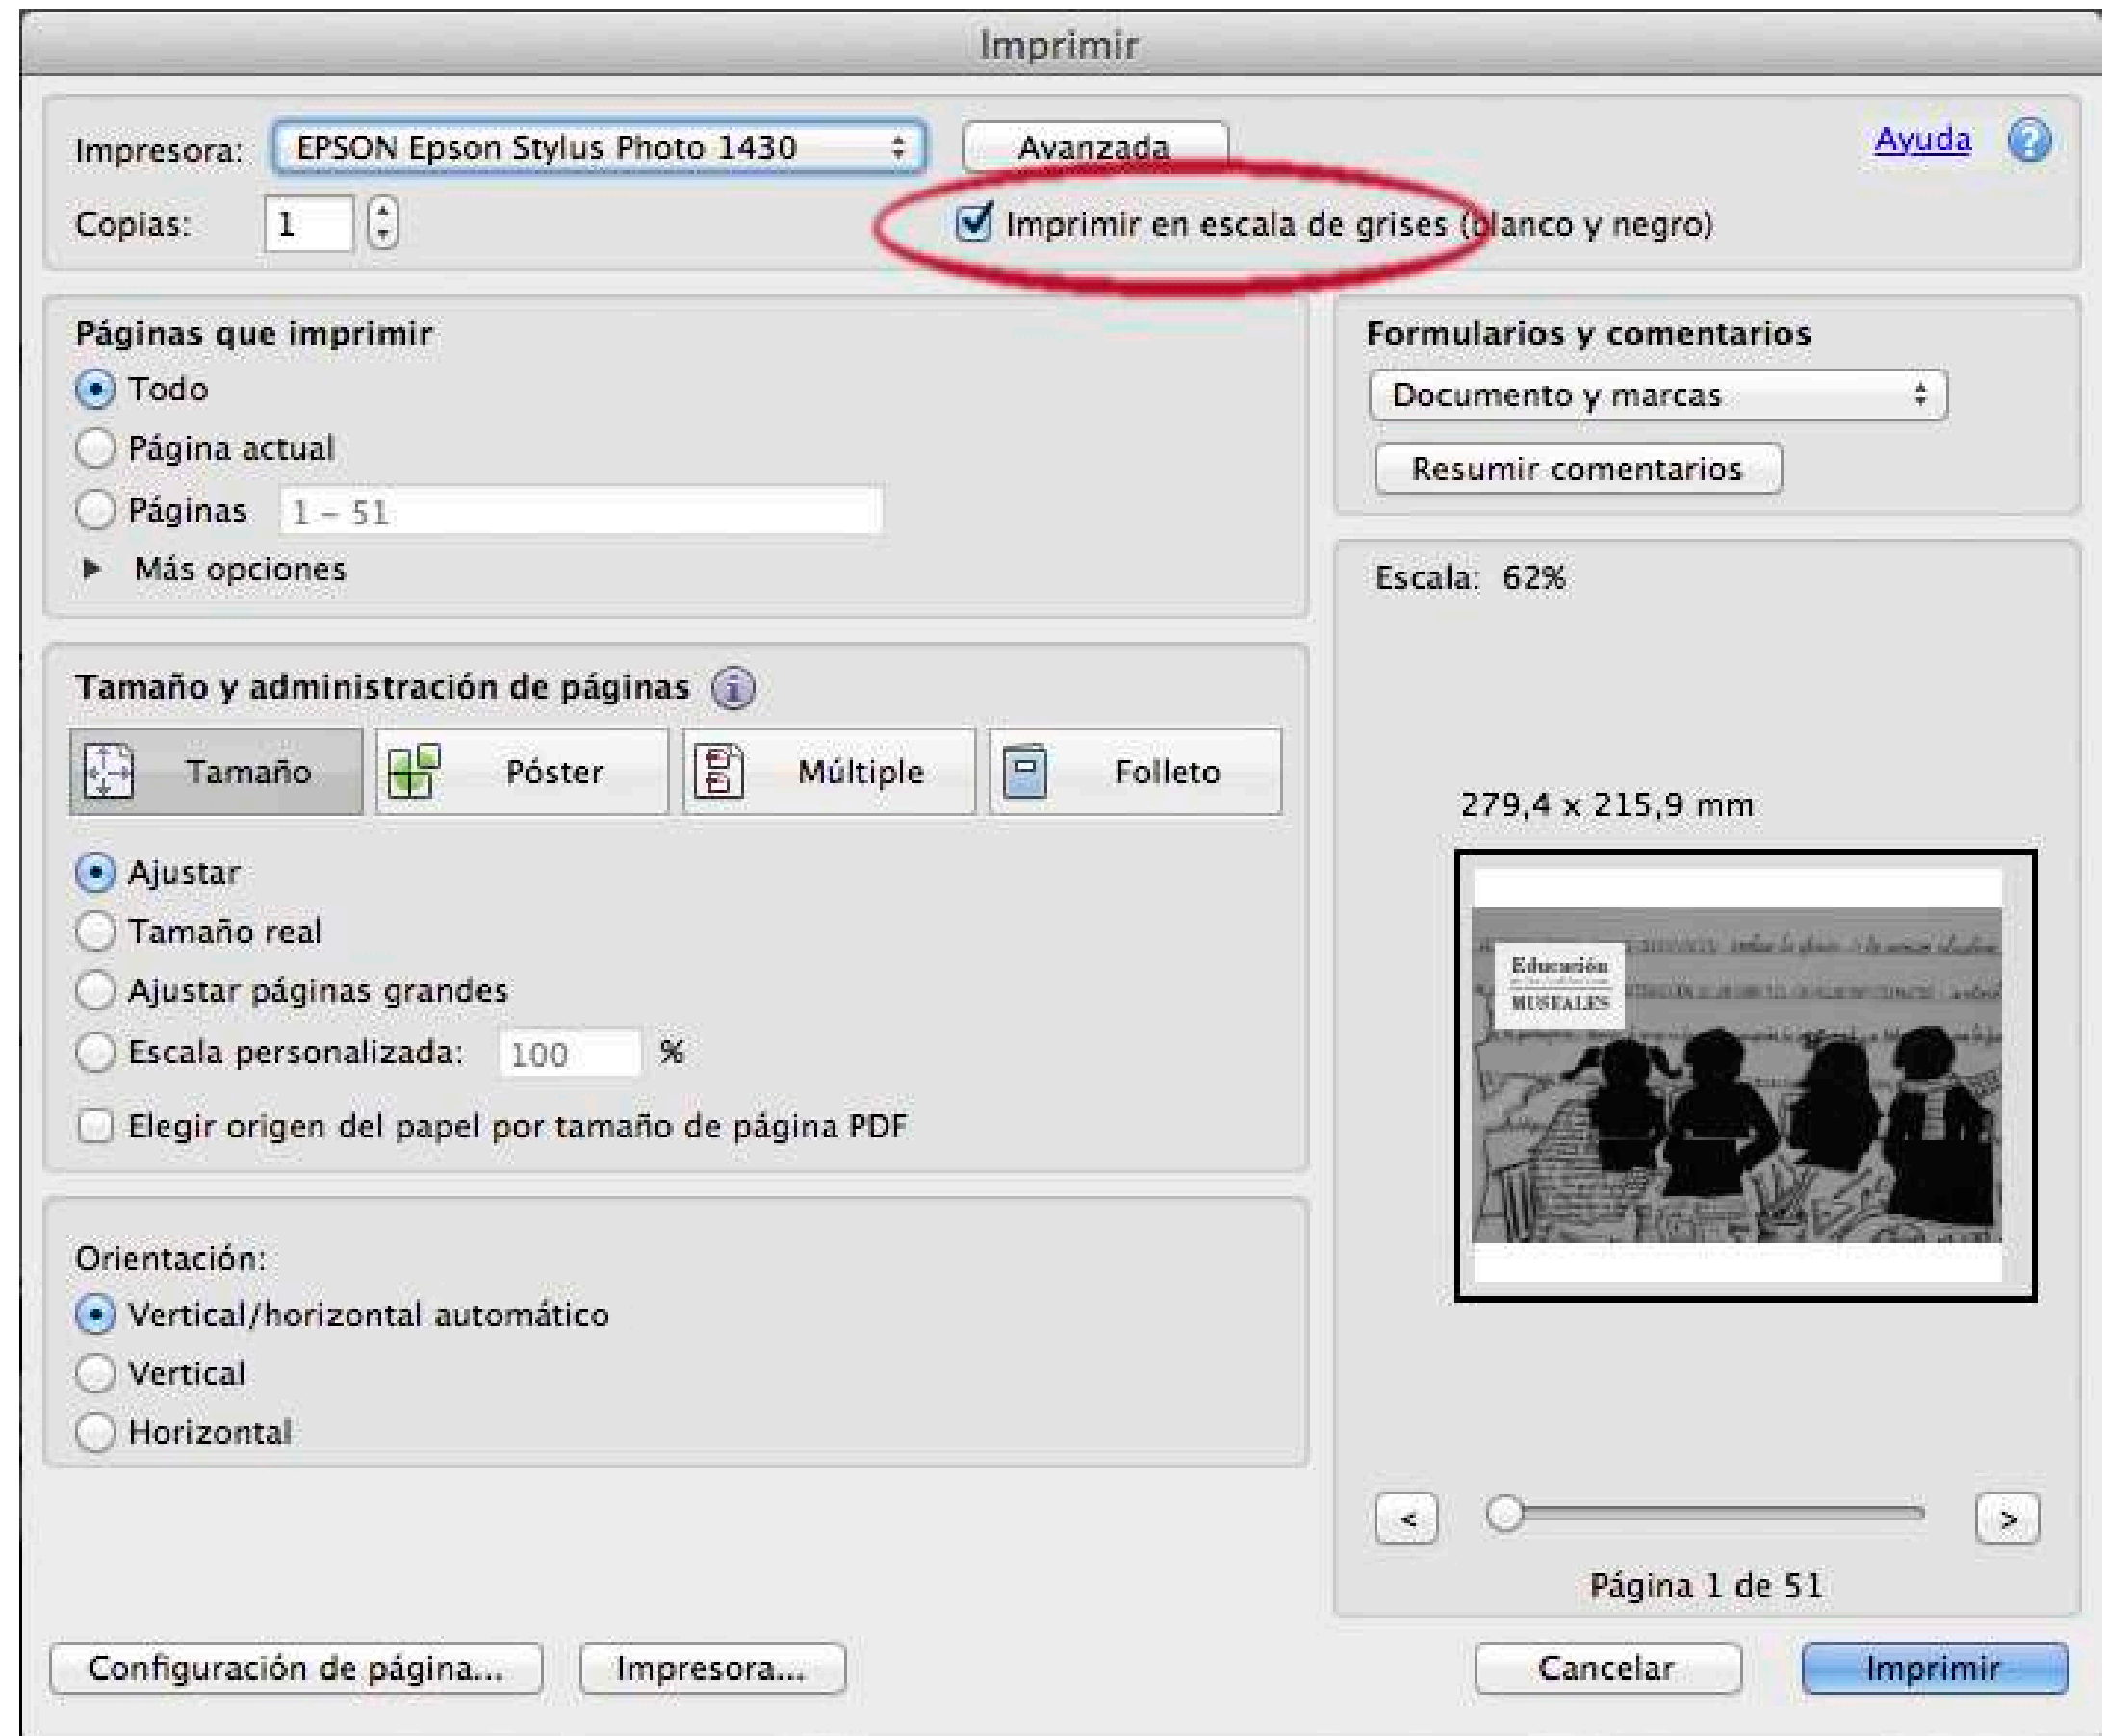 Imprimir
Impresora: EPSON Epson Stylus Photo 1430 Avanzada Ayuda ?
Copias: 1 Imprimir en escala de grises (blanco y negro)
Páginas que imprimir
Todo
Página actual
Páginas 1 – 51
Más opciones
Formularios y comentarios
Documento y marcas
Resumir comentarios
Tamaño y administración de páginas i
Tamaño Póster Múltiple Folleto
Ajustar
Tamaño real
Ajustar páginas grandes
Escala personalizada: 100 %
Elegir origen del papel por tamaño de página PDF
Orientación:
Vertical/horizontal automático
Vertical
Horizontal
Escala: 62%
279,4 x 215,9 mm
Educación
MUSEALES
< >
Página 1 de 51
Configuración de página... Impresora... Cancelar Imprimir